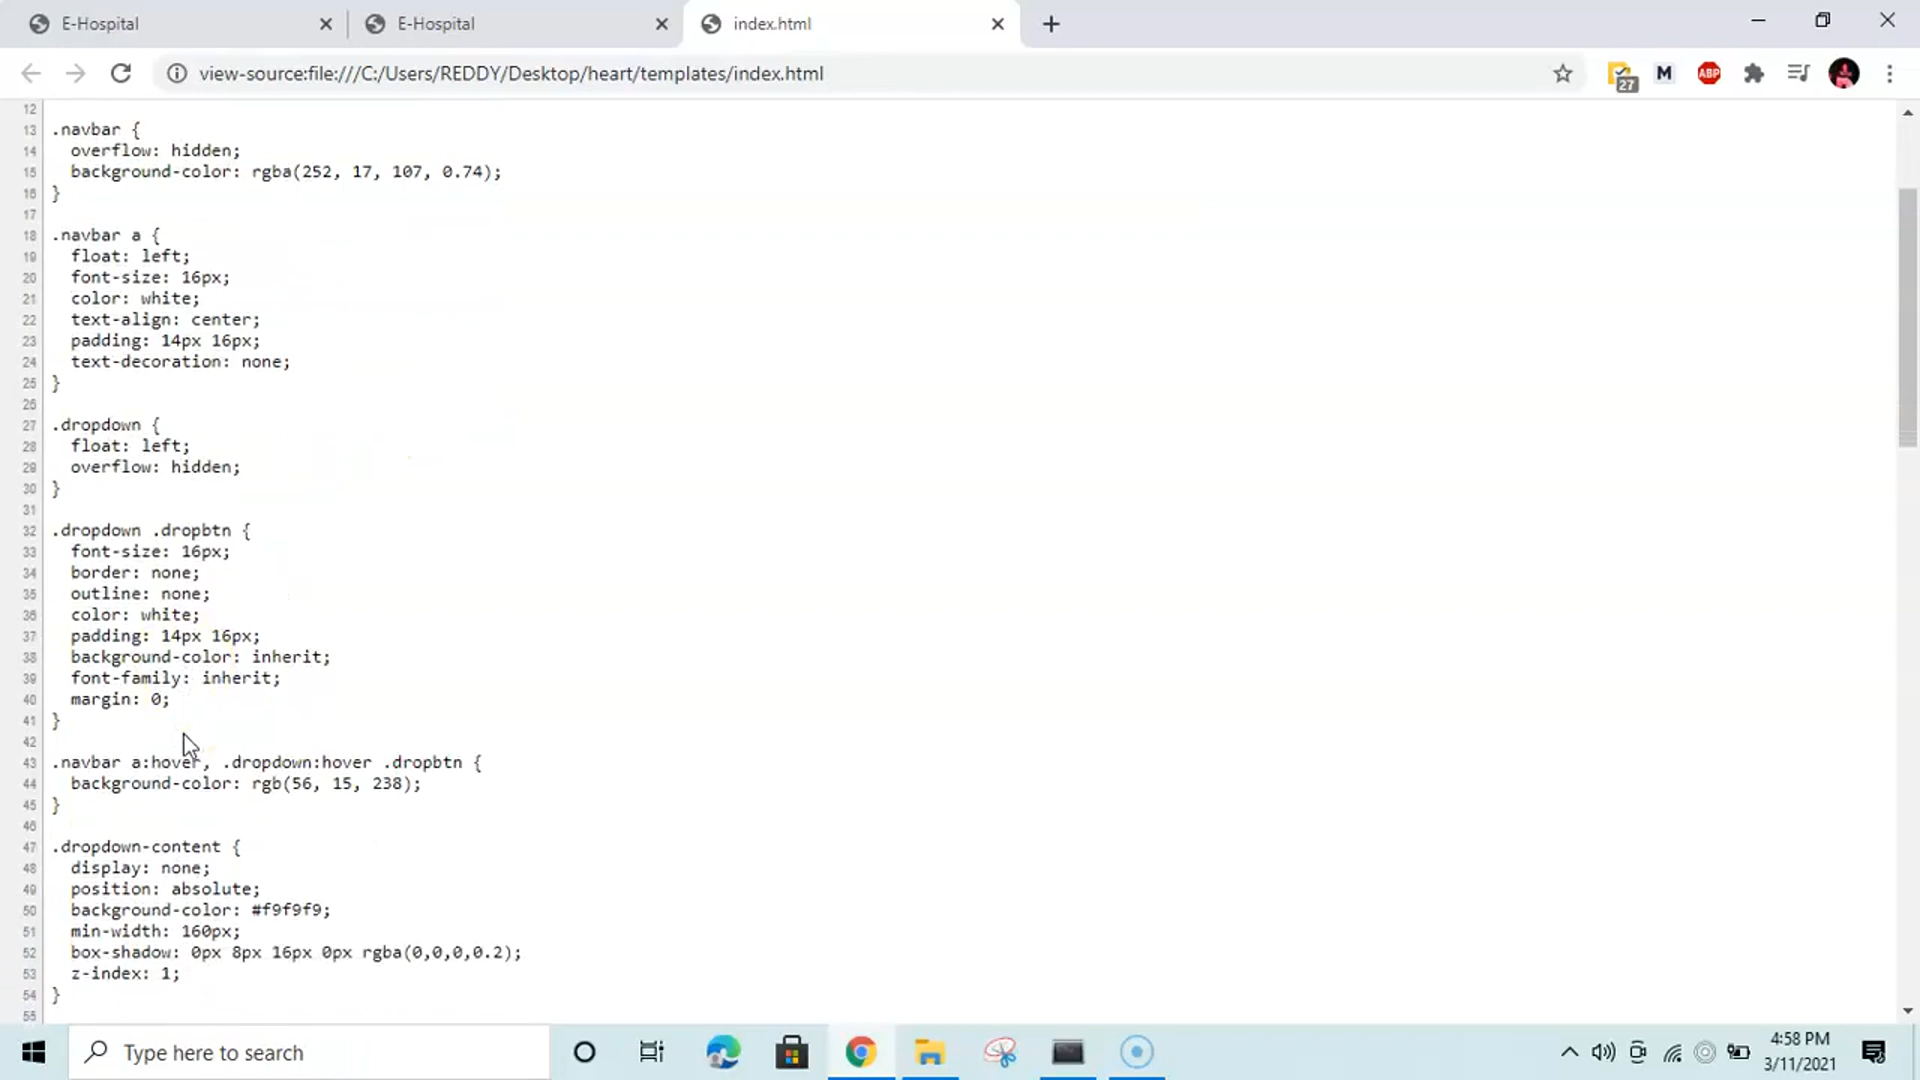 E-Hospital
E-Hospital
index.html
view-source:file:///C:/Users/REDDY/Desktop/heart/templates/index.html
M
ABP
27
12
13 .navbar {
14 overflow: hidden;
15 background-color: rgba(252, 17, 107, 0.74);
16 }
17
18 .navbar a {
19 float: left;
20 font-size: 16px;
21 color: white;
22 text-align: center;
23 padding: 14px 16px;
24 text-decoration: none;
25 }
26
27 .dropdown {
28 float: left;
29 overflow: hidden;
30 }
31
32 .dropdown .dropbtn {
33 font-size: 16px;
34 border: none;
35 outline: none;
36 color: white;
37 padding: 14px 16px;
38 background-color: inherit;
39 font-family: inherit;
40 margin: 0;
41 }
42
43 .navbar a:hover, .dropdown:hover .dropbtn {
44 background-color: rgb(56, 15, 238);
45 }
46
47 .dropdown-content {
48 display: none;
49 position: absolute;
50 background-color: #f9f9f9;
51 min-width: 160px;
52 box-shadow: 0px 8px 16px 0px rgba(0,0,0,0.2);
53 z-index: 1;
54 }
55
Type here to search
4:58 PM
3/11/2021